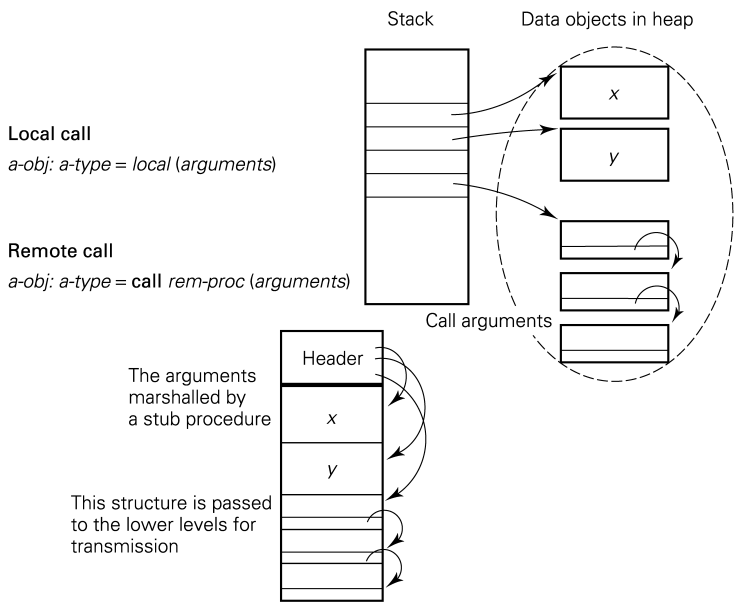 Stack
Data objects in heap
x
y
Local call
a-obj: a-type = local (arguments)
Remote call
a-obj: a-type = call rem-proc (arguments)
Call arguments
Header
The arguments
marshalled by
a stub procedure
x
y
This structure is passed
to the lower levels for
transmission